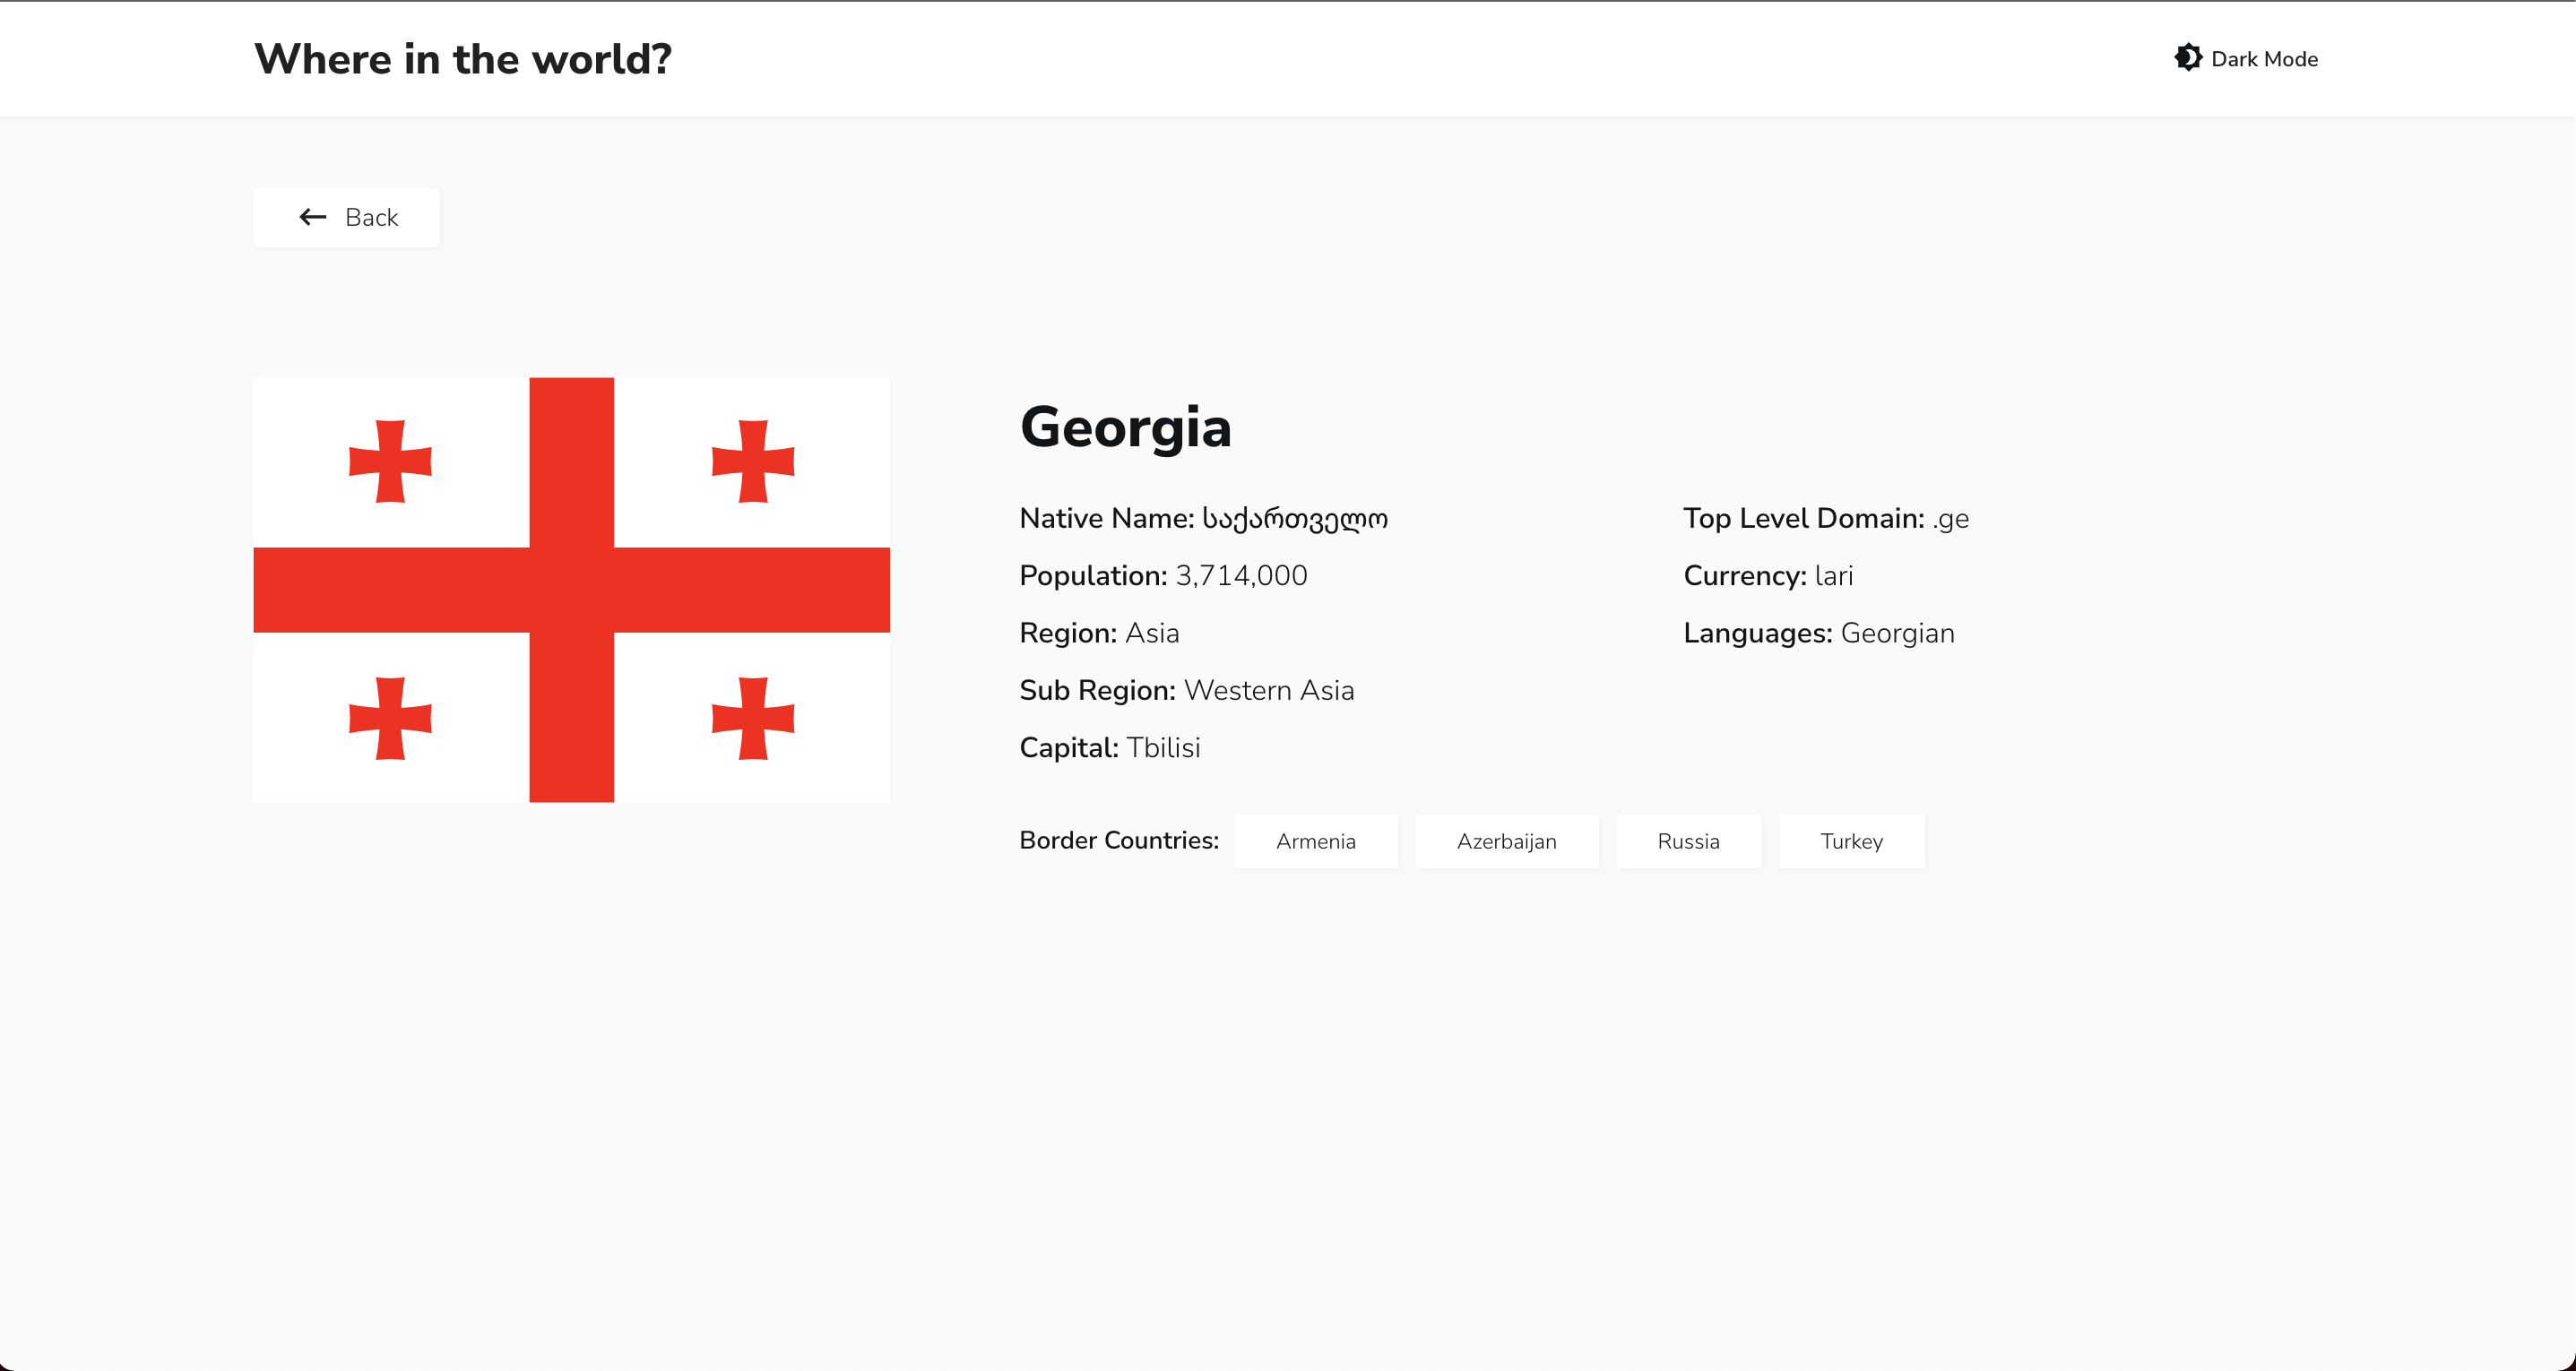 Where in the world?
Dark Mode
Back
Georgia
Native Name: საქართველო
Population: 3,714,000
Region: Asia
Sub Region: Western Asia
Capital: Tbilisi
Top Level Domain: .ge
Currency: lari
Languages: Georgian
Border Countries: Armenia Azerbaijan Russia Turkey